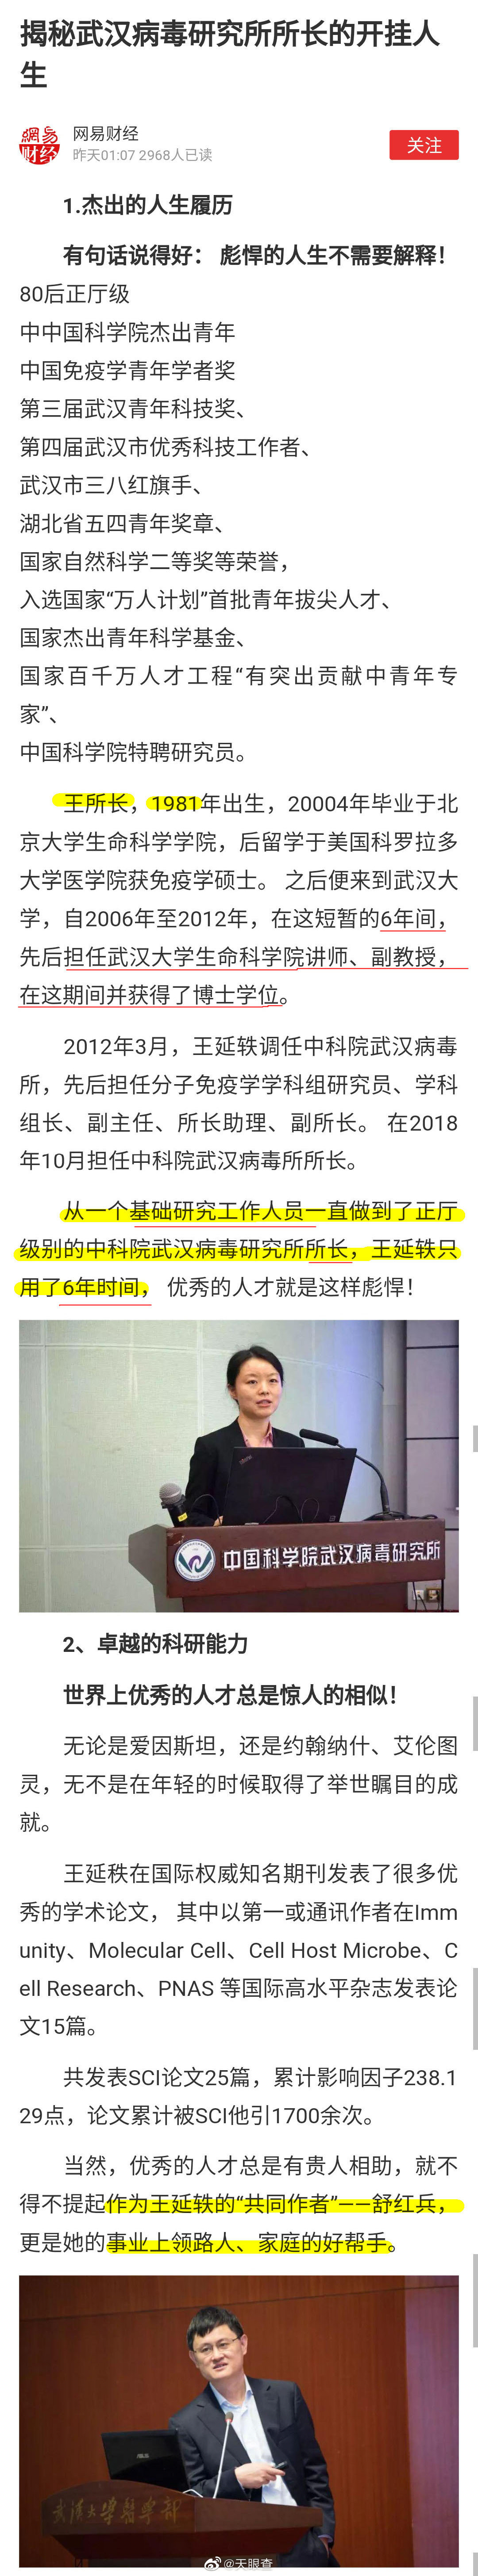 揭秘武汉病毒研究所所长的开挂人
生
網易
财经
网易财经
昨天01:07 2968人已读
关注
1.杰出的人生履历
有句话说得好： 彪悍的人生不需要解释！
80后正厅级
中中国科学院杰出青年
中国免疫学青年学者奖
第三届武汉青年科技奖、
第四届武汉市优秀科技工作者、
武汉市三八红旗手、
湖北省五四青年奖章、
国家自然科学二等奖等荣誉，
入选国家“万人计划”首批青年拔尖人才、
国家杰出青年科学基金、
国家百千万人才工程“有突出贡献中青年专
家”、
中国科学院特聘研究员。
王所长，1981年出生，20004年毕业于北
京大学生命科学学院，后留学于美国科罗拉多
大学医学院获免疫学硕士。 之后便来到武汉大
学，自2006年至2012年，在这短暂的6年间，
先后担任武汉大学生命科学院讲师、副教授，
在这期间并获得了博士学位。
2012年3月，王延轶调任中科院武汉病毒
所，先后担任分子免疫学学科组研究员、学科
组长、副主任、所长助理、副所长。 在2018
年10月担任中科院武汉病毒所所长。
从一个基础研究工作人员一直做到了正厅
级别的中科院武汉病毒研究所所长，王延轶只
用了6年时间， 优秀的人才就是这样彪悍！
中国科学院武汉病毒研究所
2、卓越的科研能力
世界上优秀的人才总是惊人的相似！
无论是爱因斯坦，还是约翰纳什、艾伦图
灵，无不是在年轻的时候取得了举世瞩目的成
就。
王延秩在国际权威知名期刊发表了很多优
秀的学术论文， 其中以第一或通讯作者在Imm
unity、Molecular Cell、Cell Host Microbe、C
ell Research、PNAS 等国际高水平杂志发表论
文15篇。
共发表SCI论文25篇，累计影响因子238.1
29点，论文累计被SCI他引1700余次。
当然，优秀的人才总是有贵人相助，就不
得不提起作为王延轶的“共同作者”——舒红兵，
更是她的事业上领路人、家庭的好帮手。
武漢大學醫學部
@天眼查